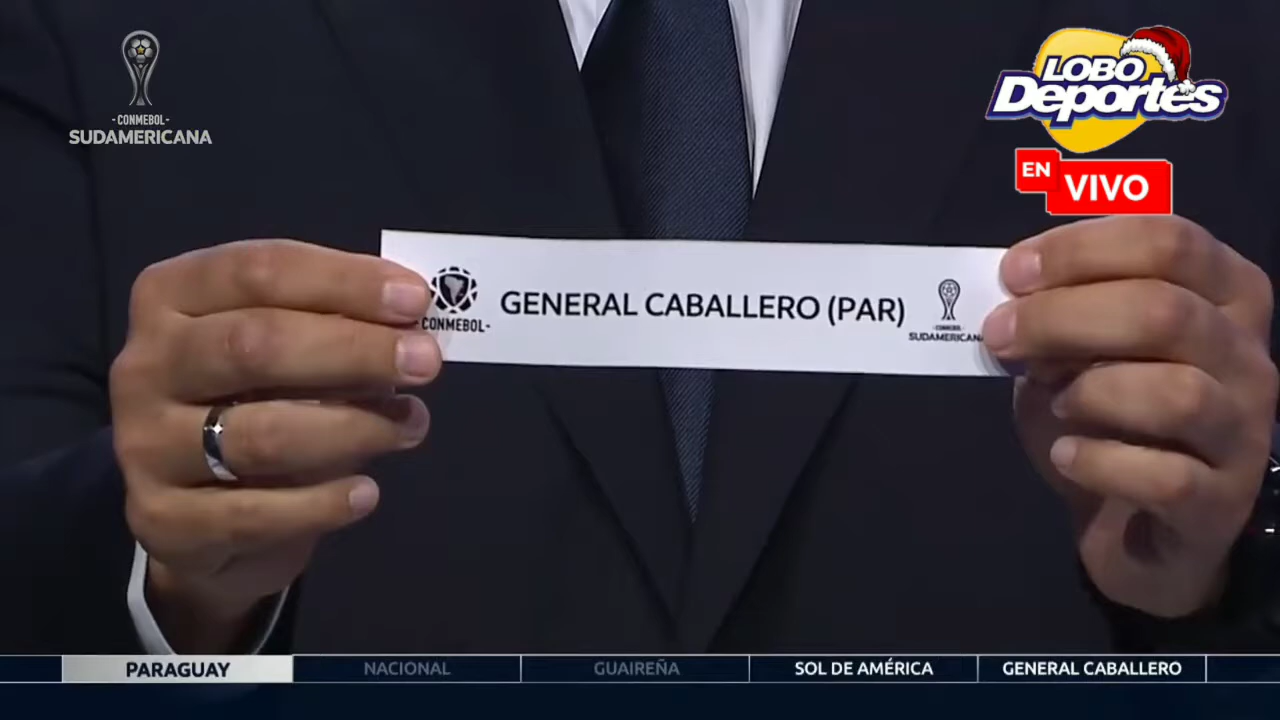 -CONMEBOL-
SUDAMERICANA
LOBO
Deportes
EN
VIVO
-CONMEBOL-
GENERAL CABALLERO (PAR)
-CONMEBOL-
SUDAMERICANA
PARAGUAY
NACIONAL
GUAIREÑA
SOL DE AMÉRICA
GENERAL CABALLERO